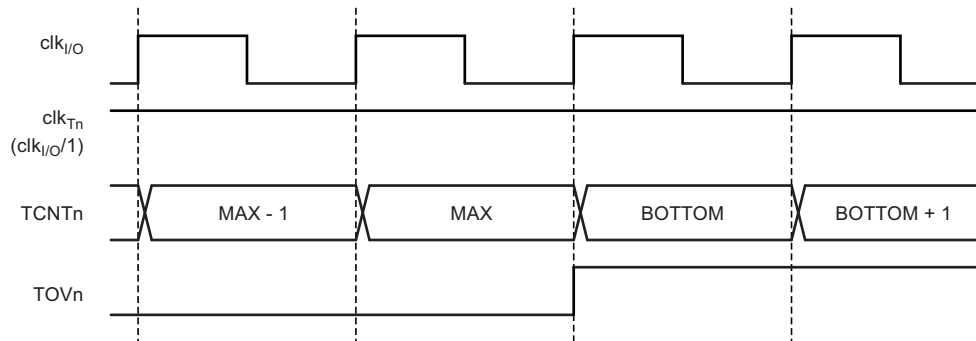 clkI/O
clkTn
(clkI/O/1)
TCNTn MAX - 1 MAX BOTTOM BOTTOM + 1
TOVn